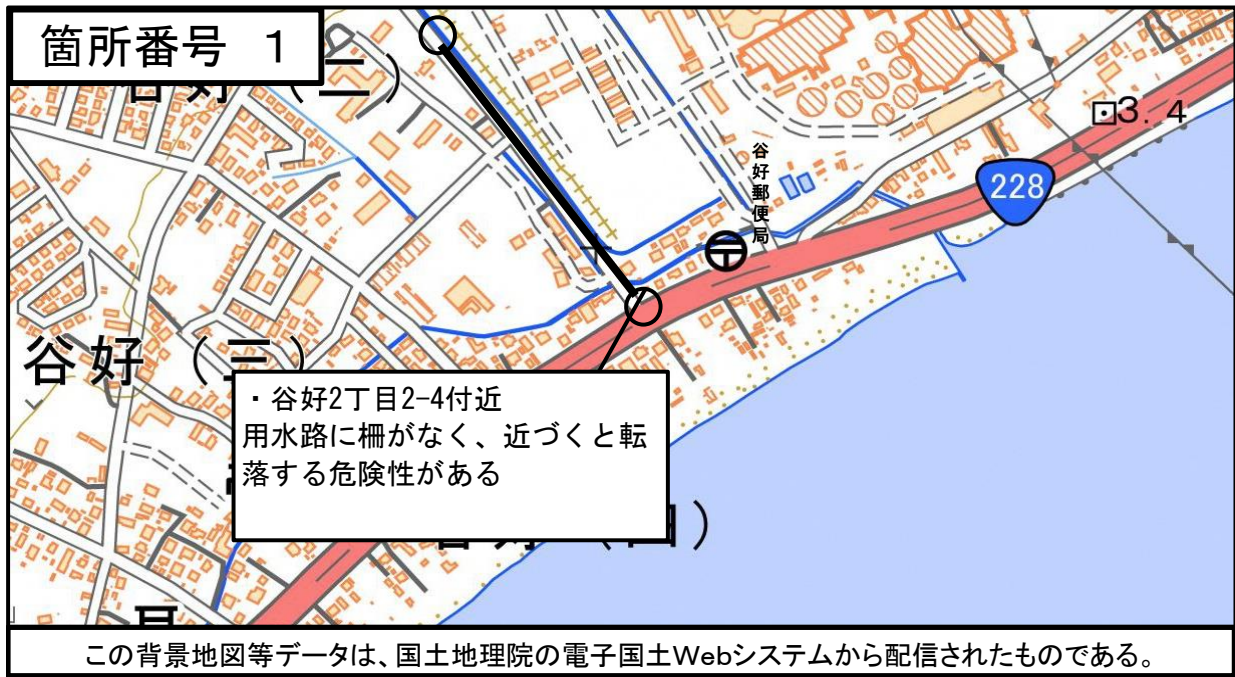 箇所番号 1
谷好（二）
谷好郵便局
228
3.4
谷好（三）
・谷好2丁目2-4付近
用水路に柵がなく、近づくと転
落する危険性がある
この背景地図等データは、国土地理院の電子国土Webシステムから配信されたものである。